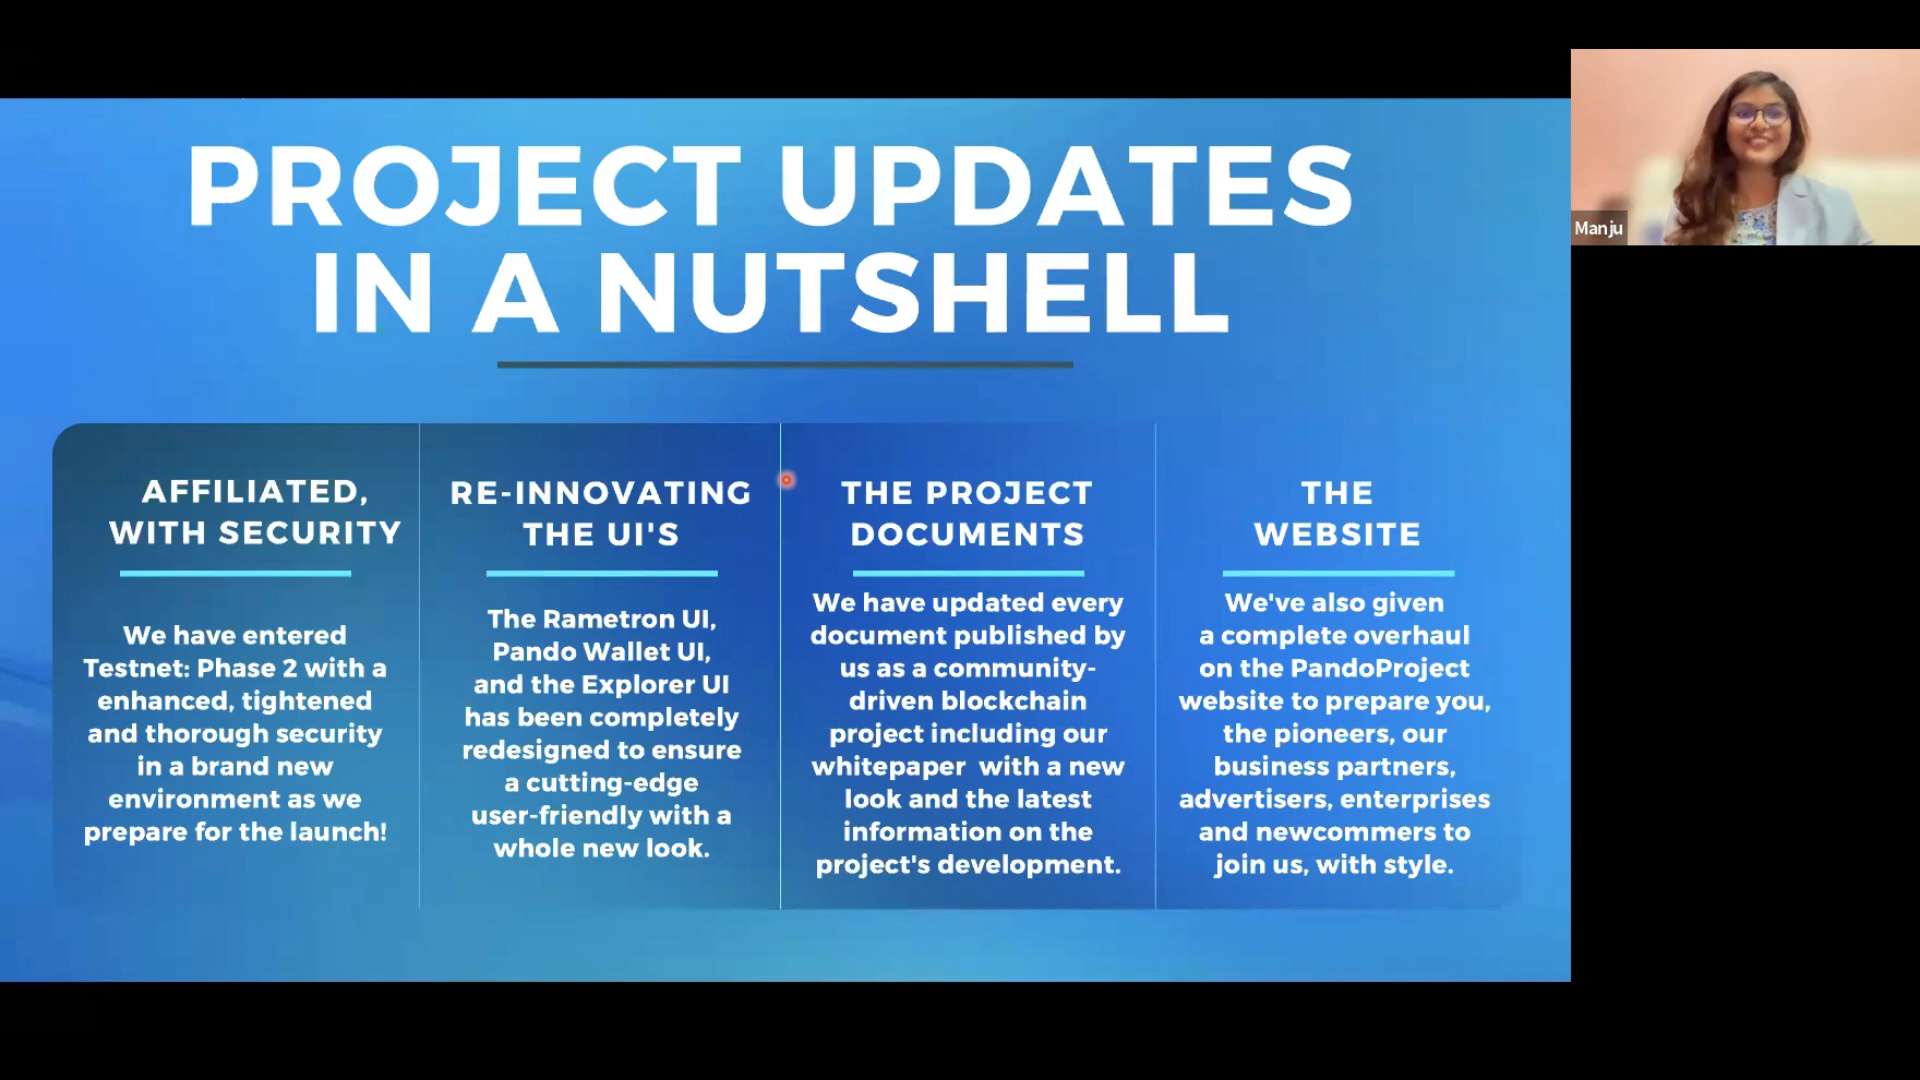 PROJECT UPDATES
IN A NUTSHELL
AFFILIATED,
WITH SECURITY
We have entered
Testnet: Phase 2 with a
enhanced, tightened
and thorough security
in a brand new
environment as we
prepare for the launch!
RE-INNOVATING
THE UI'S
The Rametron UI,
Pando Wallet UI,
and the Explorer UI
has been completely
redesigned to ensure
a cutting-edge
user-friendly with a
whole new look.
THE PROJECT
DOCUMENTS
We have updated every
document published by
us as a community-
driven blockchain
project including our
whitepaper with a new
look and the latest
information on the
project's development.
THE
WEBSITE
We've also given
a complete overhaul
on the PandoProject
website to prepare you,
the pioneers, our
business partners,
advertisers, enterprises
and newcommers to
join us, with style.
Manju